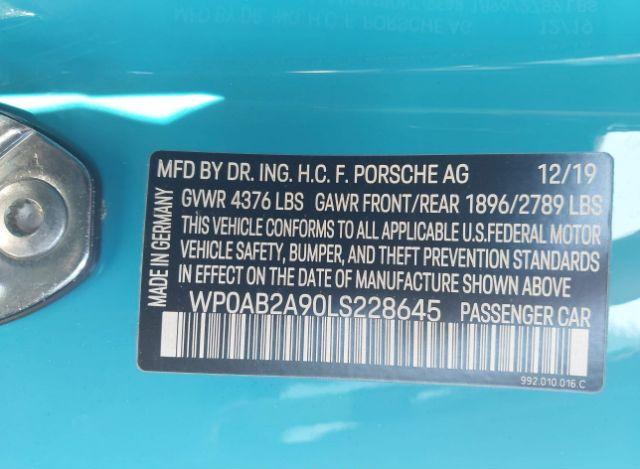 MFD BY DR. ING. H.C. F. PORSCHE AG 12/19
GVWR 4376 LBS GAWR FRONT/REAR 1896/2789 LBS
THIS VEHICLE CONFORMS TO ALL APPLICABLE U.S.FEDERAL MOTOR
VEHICLE SAFETY, BUMPER, AND THEFT PREVENTION STANDARDS
IN EFFECT ON THE DATE OF MANUFACTURE SHOWN ABOVE.
WP0AB2A90LS228645 PASSENGER CAR
992.010.016.C
MADE IN GERMANY